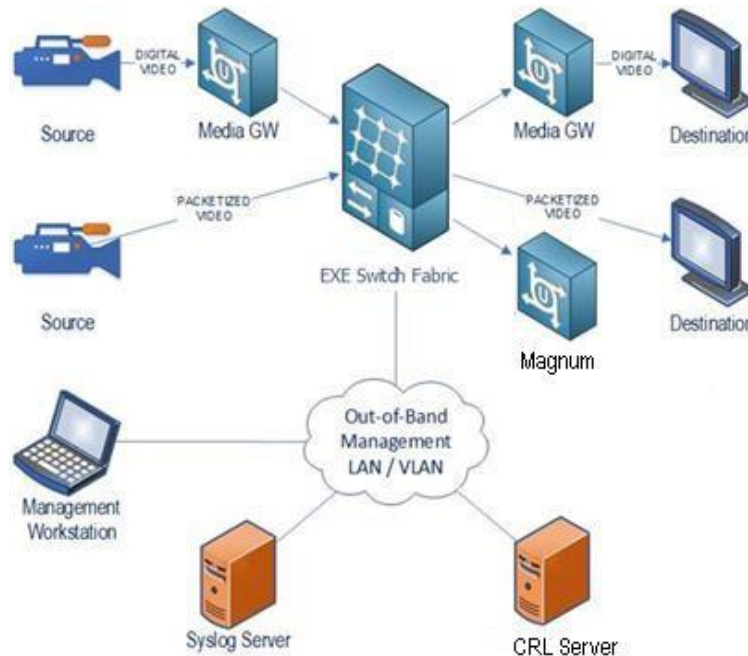 DIGITAL
VIDEO
DIGITAL
VIDEO
Source
Media GW
Media GW
Destination
PACKETIZED
VIDEO
PACKETIZED
VIDEO
EXE Switch Fabric
Source
Destination
Magnum
Out-of-Band
Management
LAN / VLAN
Management
Workstation
Syslog Server
CRL Server